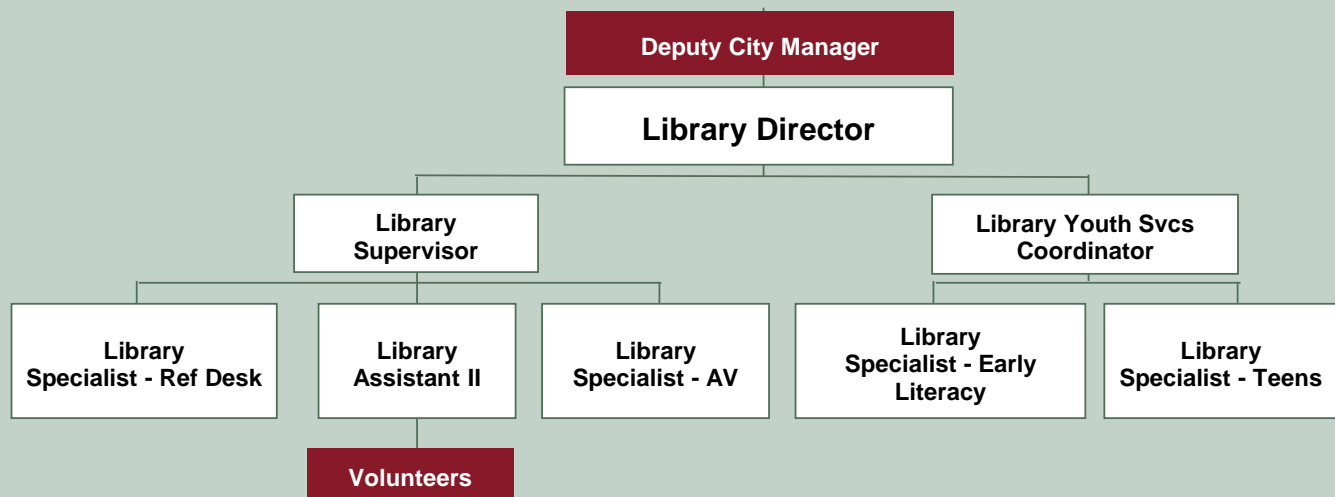 Deputy City Manager
Library Director
Library
Supervisor
Library Youth Svcs
Coordinator
Library
Specialist - Ref Desk
Library
Assistant II
Library
Specialist - AV
Library
Specialist - Early
Literacy
Library
Specialist - Teens
Volunteers